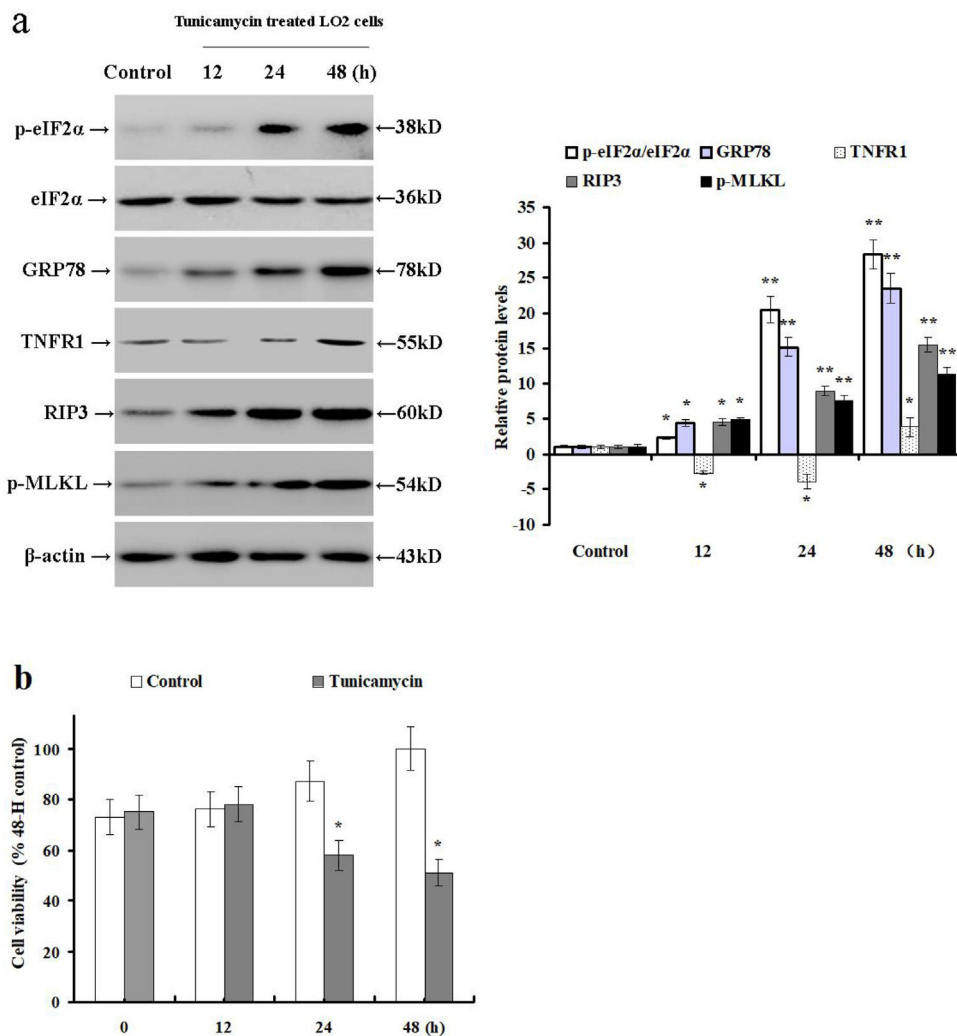 a
Tunicamycin treated LO2 cells
Control 12 24 48 (h)
p-eIF2α → ←38kD
eIF2α → ←36kD
GRP78 → ←78kD
TNFR1 → ←55kD
RIP3 → ←60kD
p-MLKL → ←54kD
β-actin → ←43kD
p-eIF2α/eIF2α GRP78 TNFR1
RIP3 p-MLKL
Relative protein levels
35
30
25
20
15
10
5
0
-5
-10
** ** * ** **
** ** * ** **
* * * * *
Control 12 24 48 (h)
b
Control Tunicamycin
Cell viability (% 48-H control)
100
80
60
40
20
0
* *
0 12 24 48 (h)